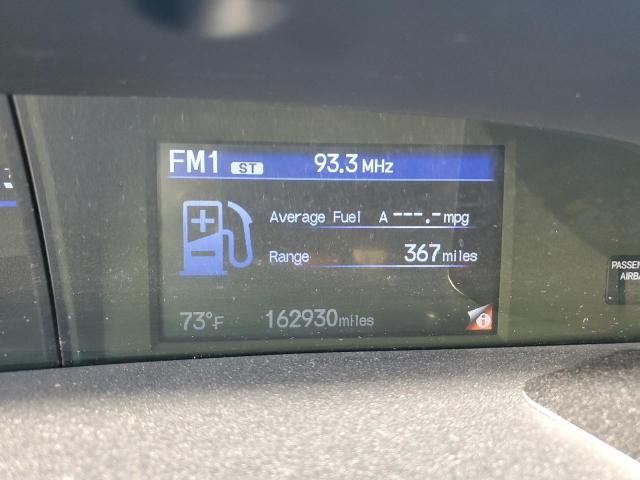 FM1 ST 93.3 MHz
Average Fuel A ---.- mpg
Range 367 miles
73°F 162930 miles
i